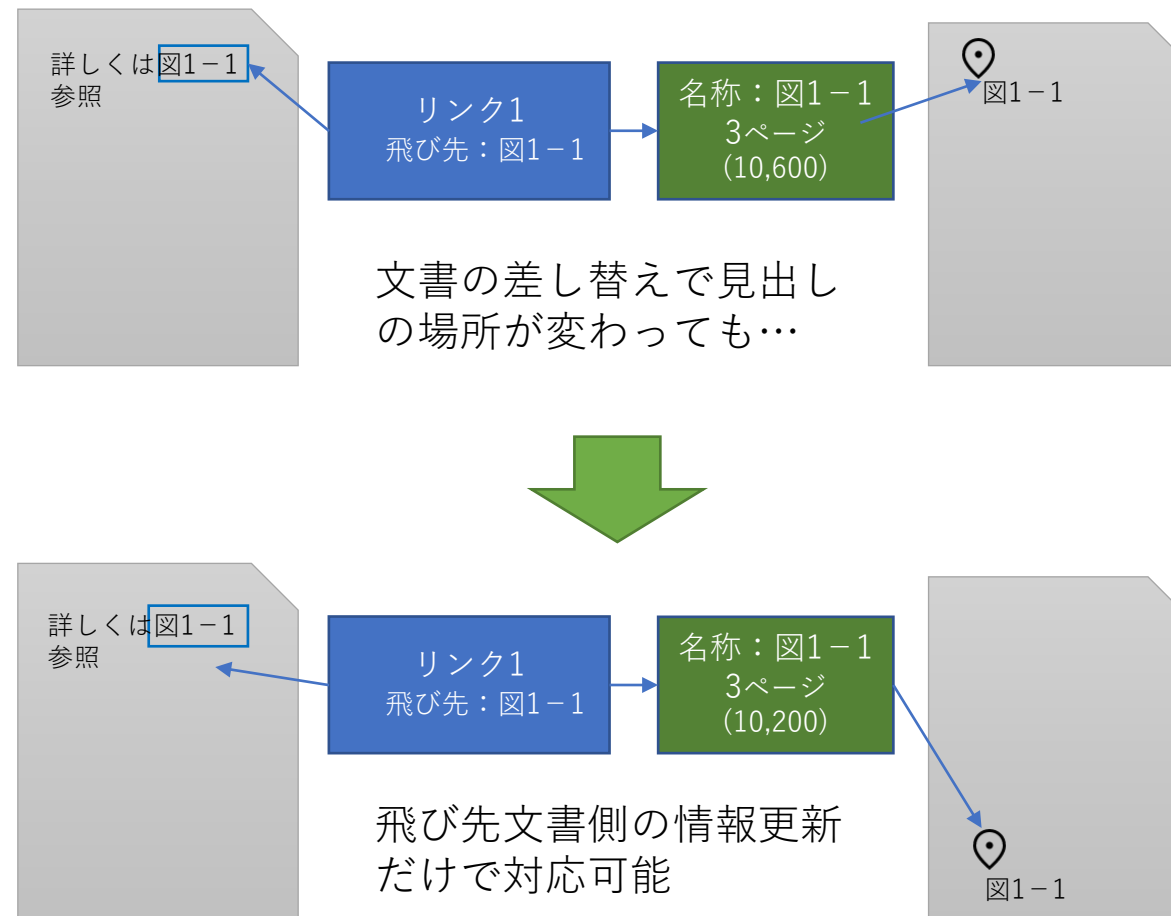 詳しくは図1－1
参照
リンク1
飛び先：図1－1
名称：図1－1
3ページ
(10,600)
図1－1
文書の差し替えで見出し
の場所が変わっても…
詳しくは図1－1
参照
リンク1
飛び先：図1－1
名称：図1－1
3ページ
(10,200)
図1－1
飛び先文書側の情報更新
だけで対応可能